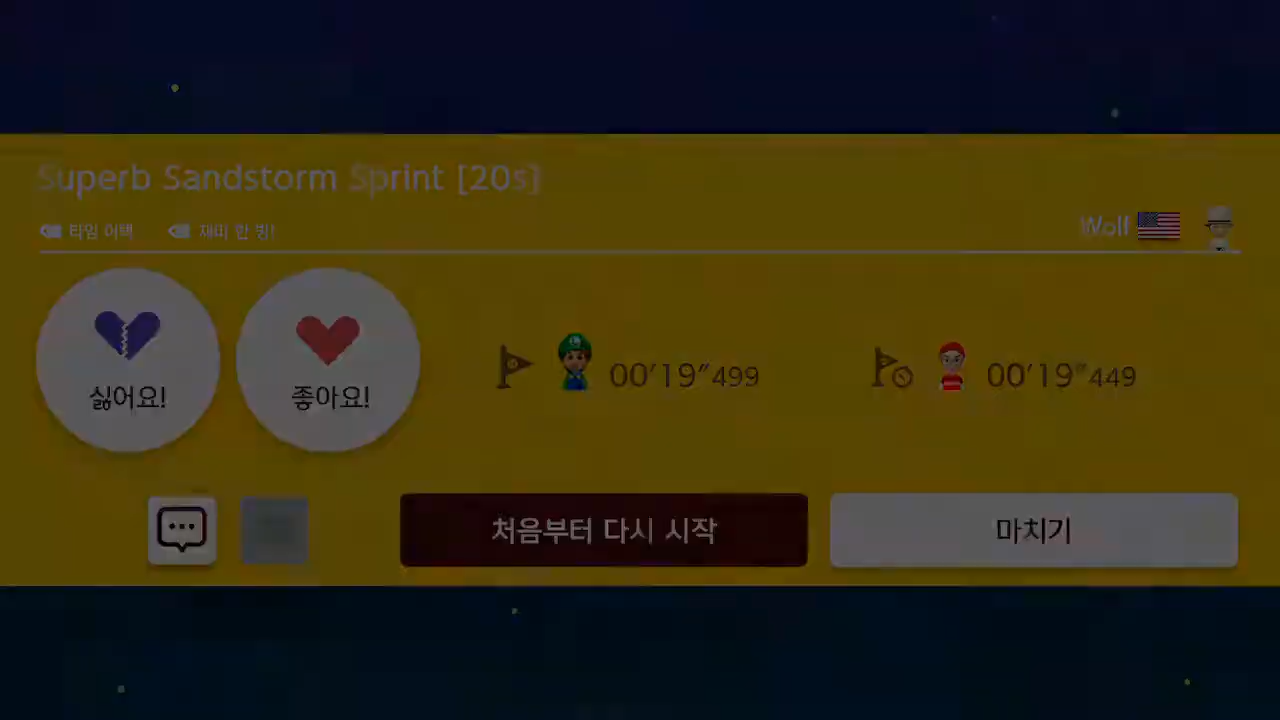 Superb Sandstorm Sprint [20s]
타임 어택 재미 한 방!
Wolf
싫어요!
좋아요!
L
00'19"499
00'19"449
처음부터 다시 시작
마치기